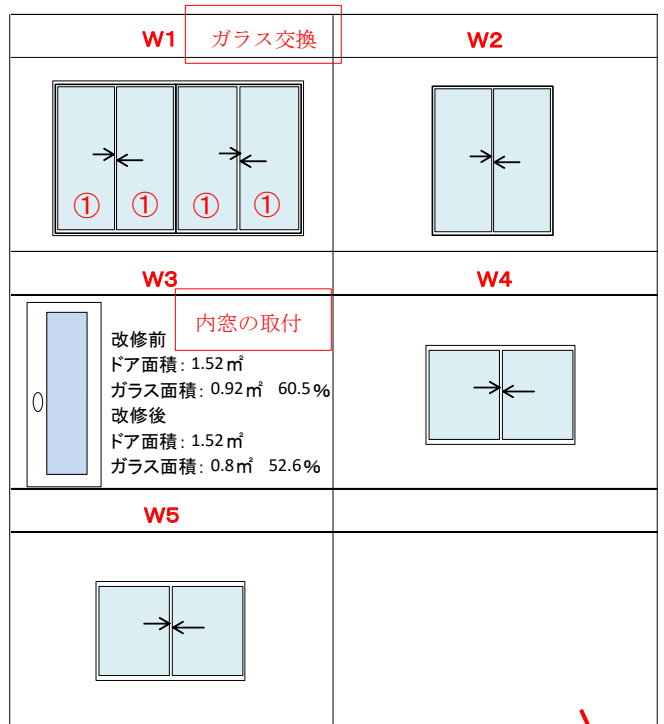 W1
ガラス交換
W2
① ① ① ①
W3
W4
内窓の取付
改修前
ドア面積：1.52㎡
ガラス面積：0.92㎡ 60.5%
改修後
ドア面積：1.52㎡
ガラス面積：0.8㎡ 52.6%
W5